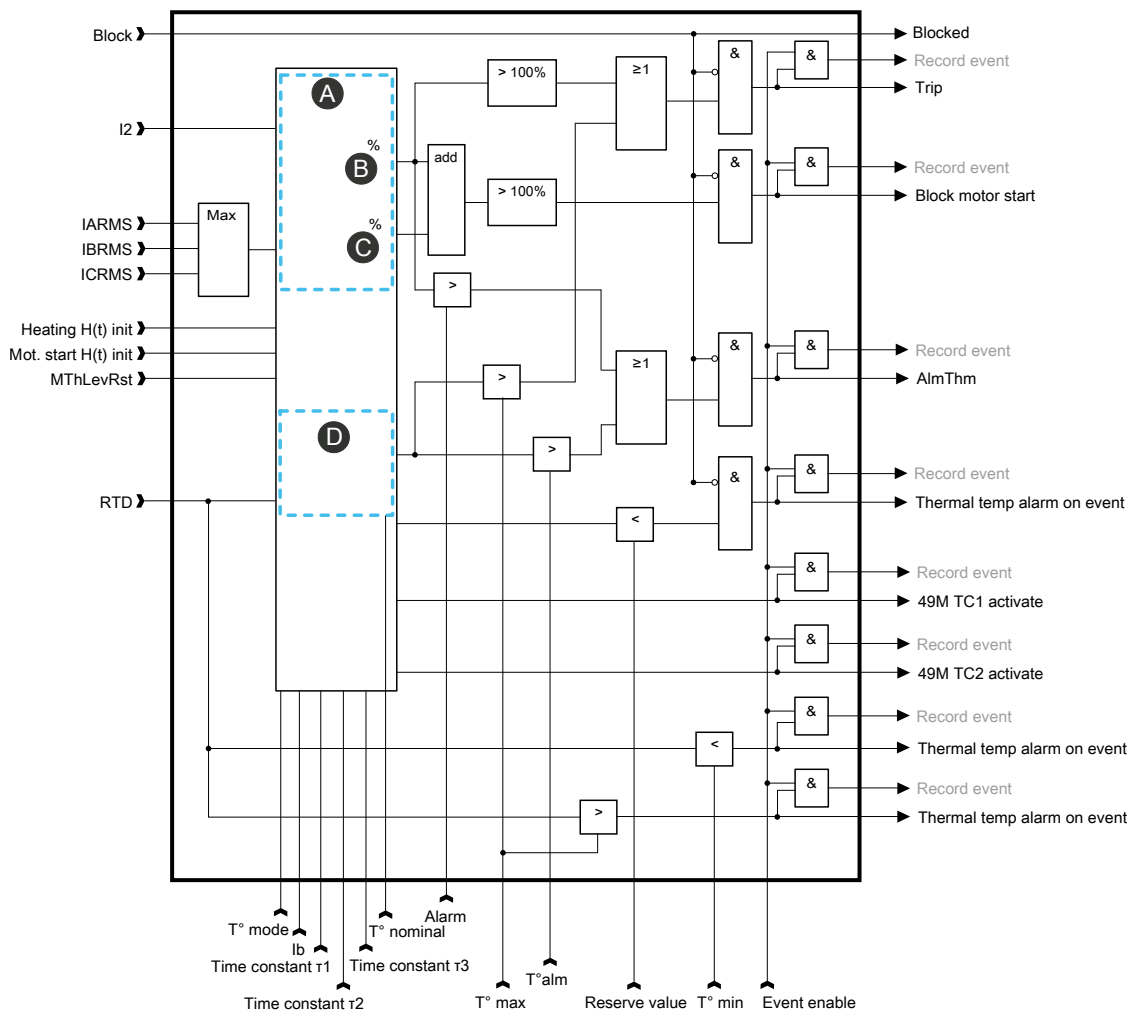 Block
Blocked
&
&
Record event
Trip
> 100%
≥1
A
I2
%
B
add
> 100%
&
&
Record event
Block motor start
%
C
Max
IARMS
IBRMS
ICRMS
>
Heating H(t) init
Mot. start H(t) init
MThLevRst
>
≥1
&
&
Record event
AlmThm
D
>
&
&
Record event
Thermal temp alarm on event
RTD
<
&
Record event
49M TC1 activate
&
Record event
49M TC2 activate
&
Record event
<
Thermal temp alarm on event
&
Record event
>
Thermal temp alarm on event
T° mode
Ib
Time constant τ1
Time constant τ2
Time constant τ3
T° nominal
Alarm
T°alm
T° max
Reserve value
T° min
Event enable